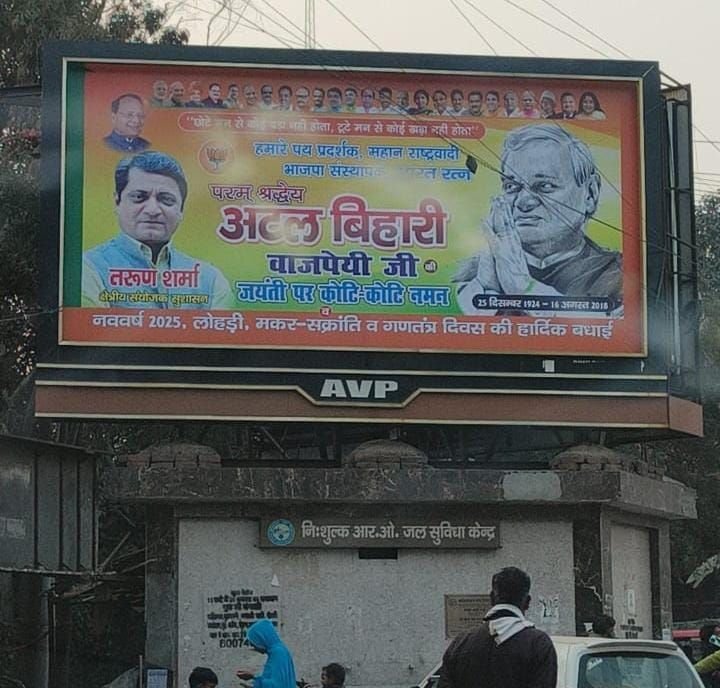 "छोटे मन से कोई बड़ा नहीं होता, टूटे मन से कोई खड़ा नहीं होता"
हमारे पथ प्रदर्शक, महान राष्ट्रवादी
भाजपा संस्थापक भारत रत्न
परम श्रद्धेय
अटल बिहारी
वाजपेयी जी की
जयंती पर कोटि-कोटि नमन
तरूण शर्मा
क्षेत्रीय संयोजक सुशासन
25 दिसम्बर 1924 – 16 अगस्त 2018
व
नववर्ष 2025, लोहड़ी, मकर-सक्रांति व गणतंत्र दिवस की हार्दिक बधाई
AVP
निःशुल्क आर.ओ. जल सुविधा केन्द्र